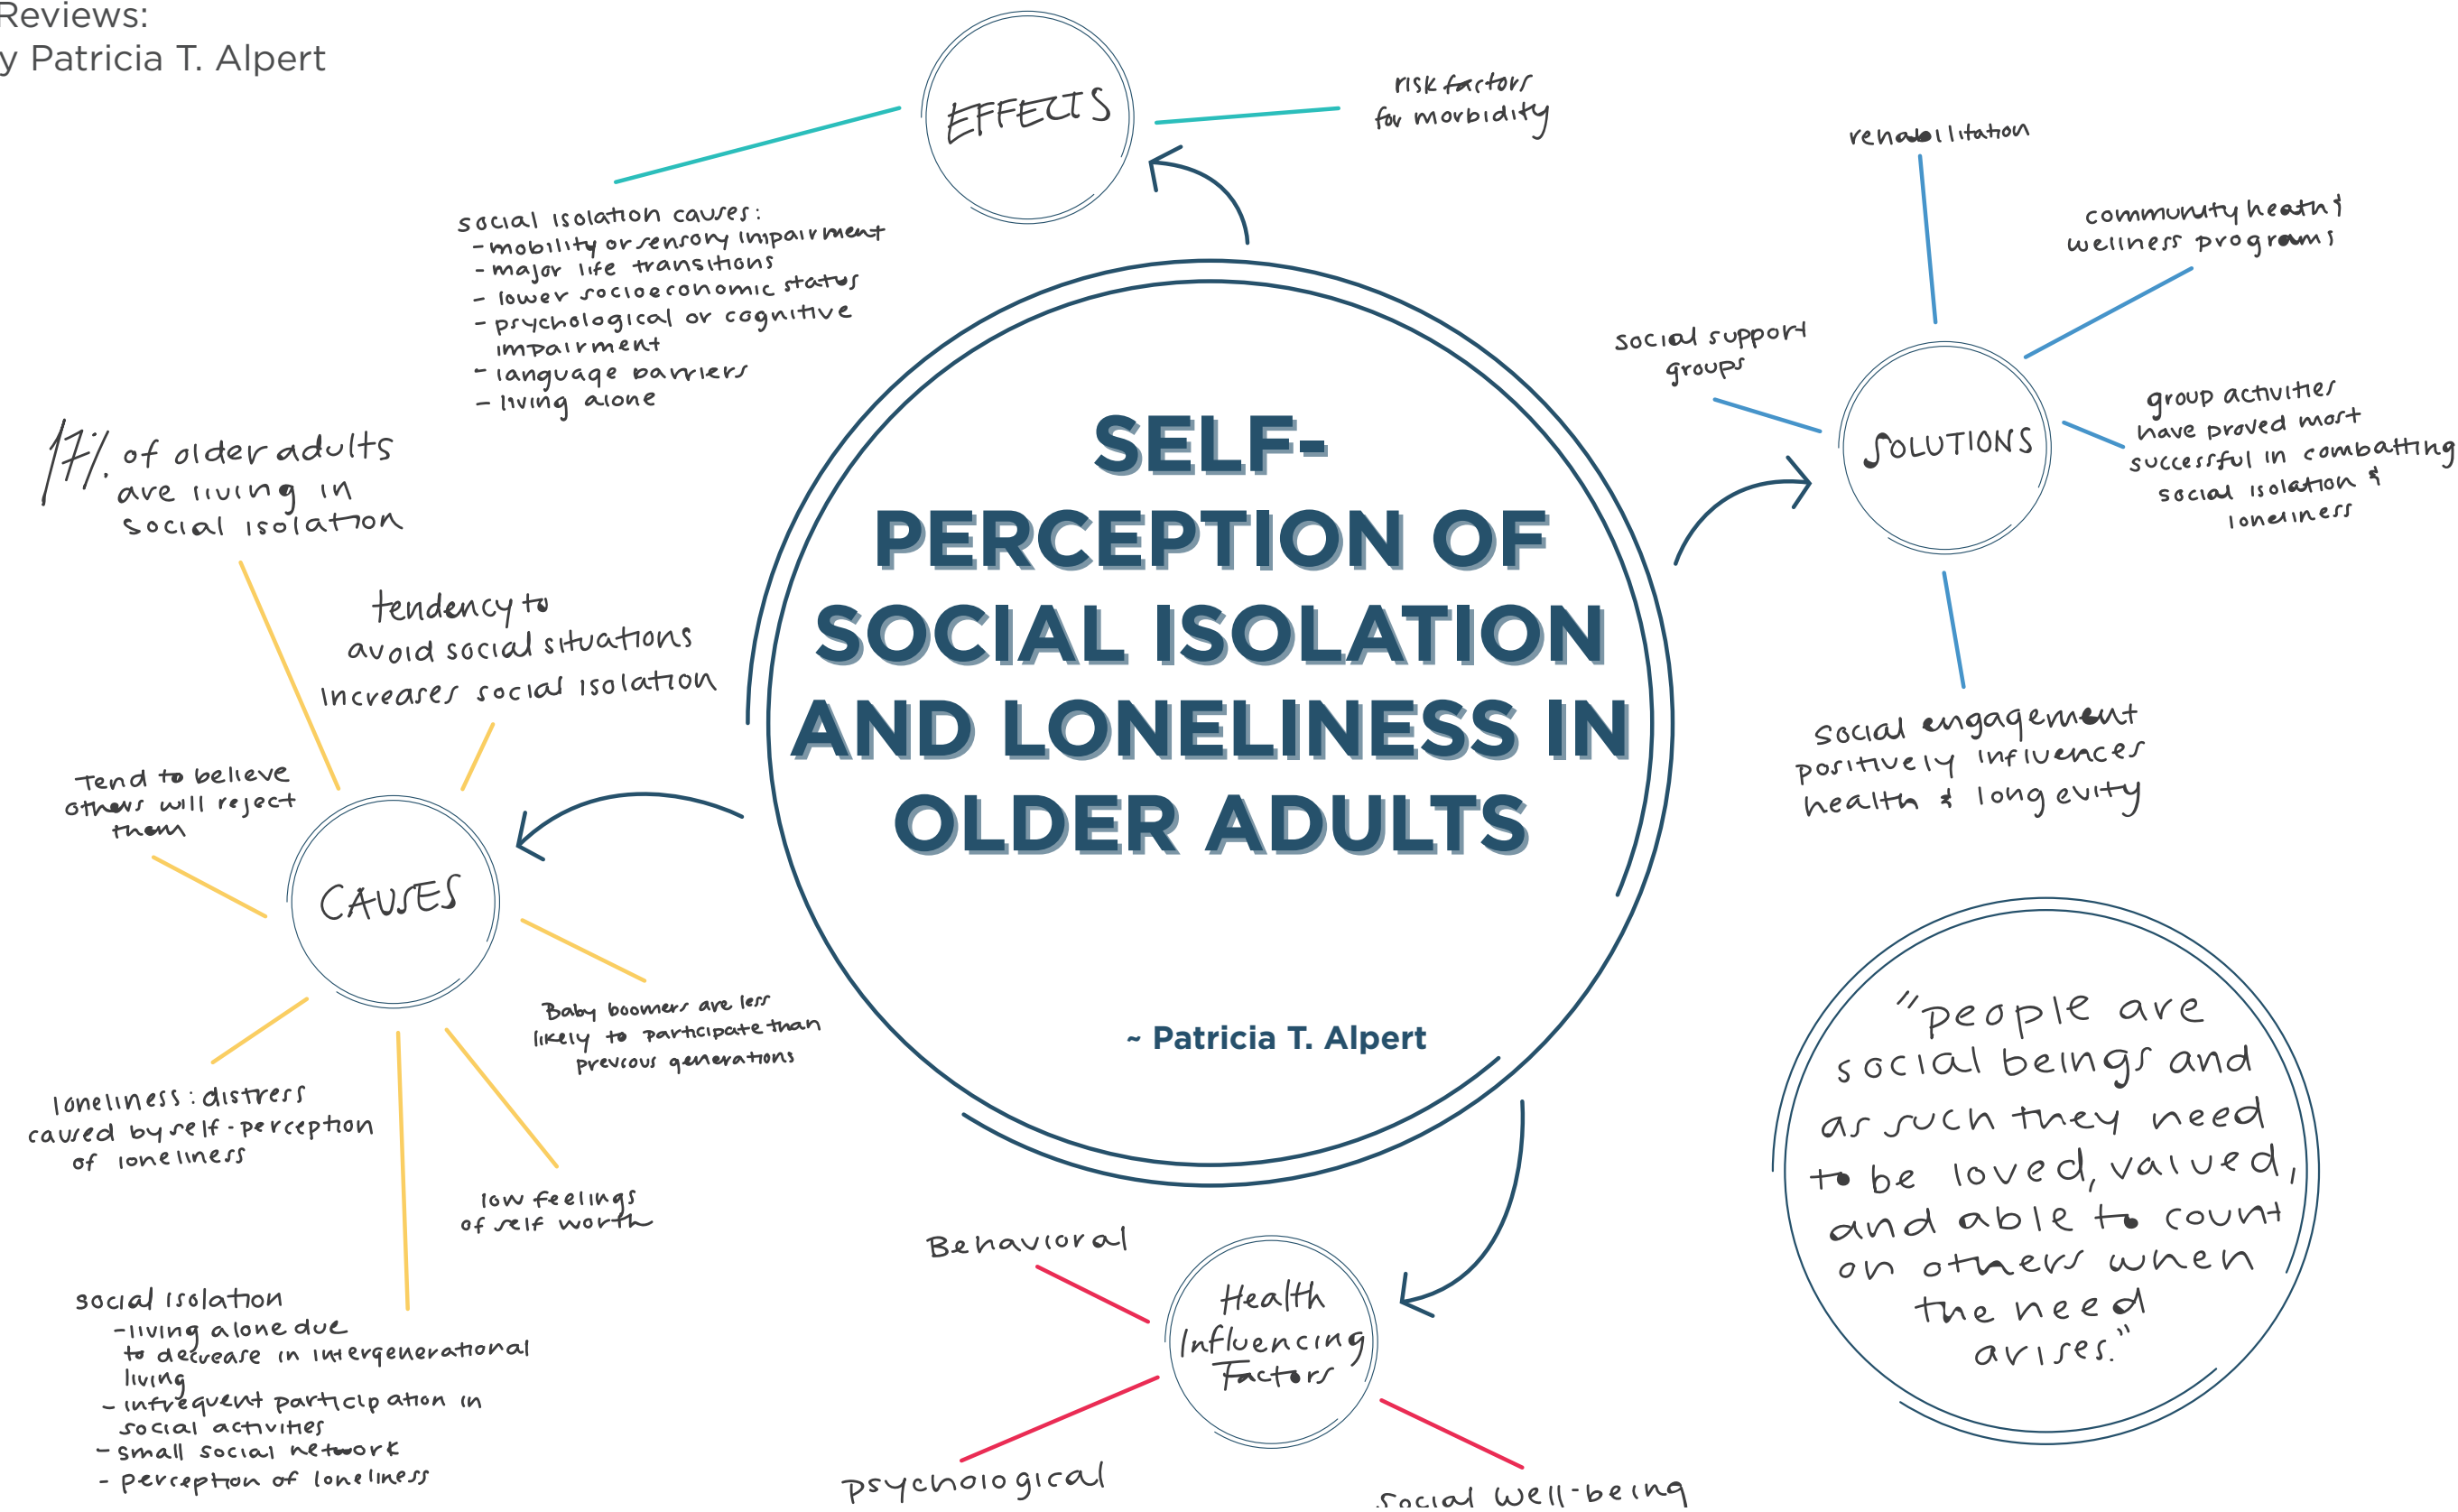 Reviews:
y Patricia T. Alpert
EFFECTS
risk factors
for morbidity
social isolation causes:
- mobility or sensory impairment
- major life transitions
- lower socioeconomic status
- psychological or cognitive
impairment
- language barriers
- living alone
rehabilitation
community heath &
wellness programs
social support
groups
SOLUTIONS
group activities
have proved most
successful in combatting
social isolation &
loneliness
social engagement
positively influences
health & longevity
SELF-
PERCEPTION OF
SOCIAL ISOLATION
AND LONELINESS IN
OLDER ADULTS
~ Patricia T. Alpert
17% of older adults
are living in
social isolation
tendency to
avoid social situations
increases social isolation
Tend to believe
others will reject
them
CAUSES
Baby boomers are less
likely to participate than
previous generations
loneliness: distress
caused by self-perception
of loneliness
low feelings
of self worth
social isolation
- living alone due
to decrease in intergenerational
living
- infrequent participation in
social activities
- small social network
- perception of loneliness
Behavioral
Health
Influencing
Factors
psychological
social well-being
"people are
social beings and
as such they need
to be loved, valued,
and able to count
on others when
the need
arises."